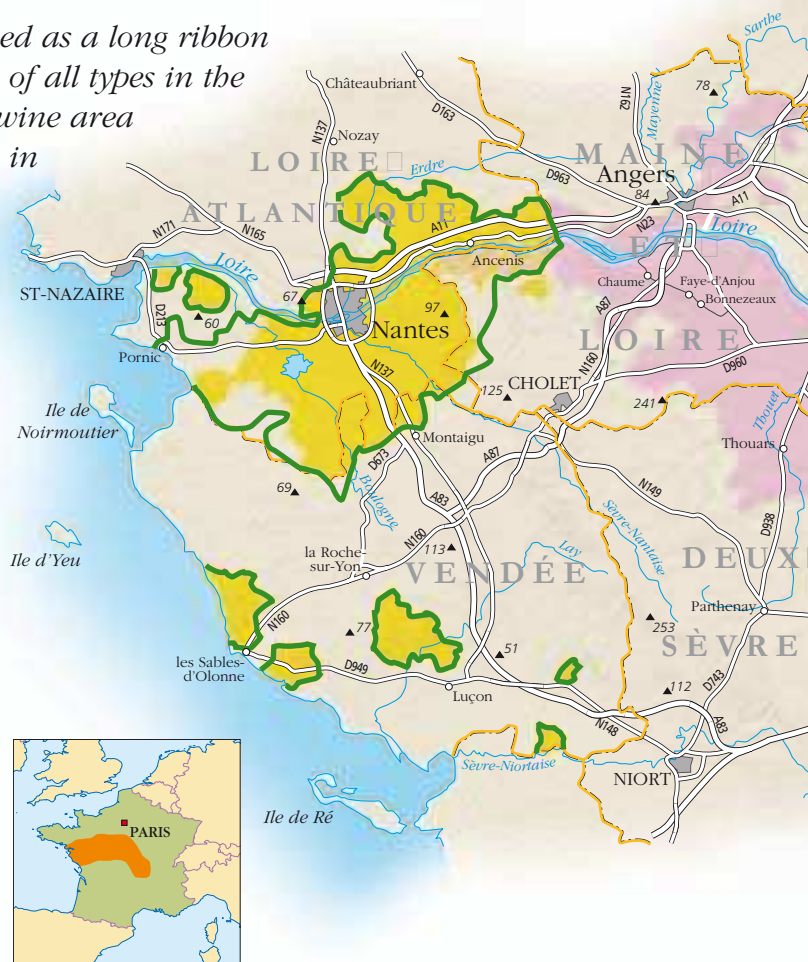 ed as a long ribbon
of all types in the
wine area
in
Sarthe
Châteaubriant
N162
Mayenne
78
D163
N137
Nozay
LOIRE
Erdre
MAINE
D963
Angers
84
A11
ATLANTIQUE
N171
N165
A11
N23
Loire
ET
Loire
Ancenis
ST-NAZAIRE
67
Chaume
Faye-d'Anjou
Bonnezeaux
D213
60
97
A87
Nantes
LOIRE
Pornic
N137
N160
D960
125
CHOLET
241
Thouet
Ile de
Noirmoutier
Montaigu
Thouars
D673
A87
69
Boulogne
A83
N149
Sèvre-Nantaise
D938
Ile d'Yeu
la Roche-
sur-Yon
N160
113
Lay
VENDÉE
DEUX
Parthenay
N160
77
253
SÈVRE
51
les Sables-
d'Olonne
D949
Luçon
112
D743
A83
N148
Sèvre-Niortaise
NIORT
Ile de Ré
PARIS